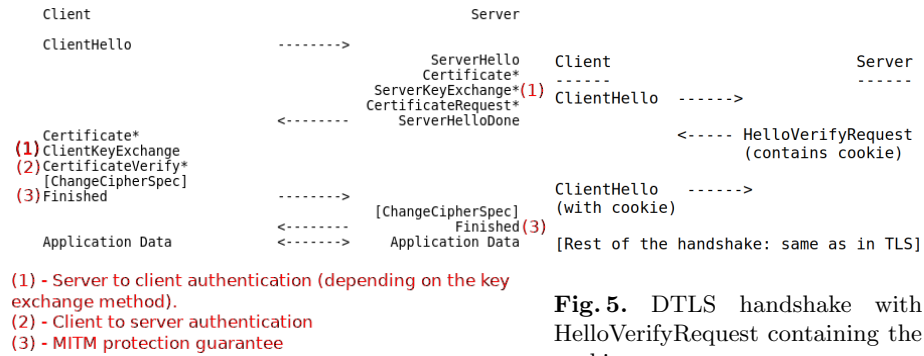 Client Server
ClientHello -------->
ServerHello
Certificate*
ServerKeyExchange*(1)
CertificateRequest*
<-------- ServerHelloDone
Certificate*
(1)ClientKeyExchange
(2)CertificateVerify*
[ChangeCipherSpec]
(3)Finished -------->
[ChangeCipherSpec]
<-------- Finished(3)
Application Data <-------> Application Data
(1) - Server to client authentication (depending on the key
exchange method).
(2) - Client to server authentication
(3) - MITM protection guarantee
Client Server
------ ------
ClientHello ------>
<----- HelloVerifyRequest
(contains cookie)
ClientHello ------>
(with cookie)
[Rest of the handshake: same as in TLS]
Fig. 5. DTLS handshake with
HelloVerifyRequest containing the